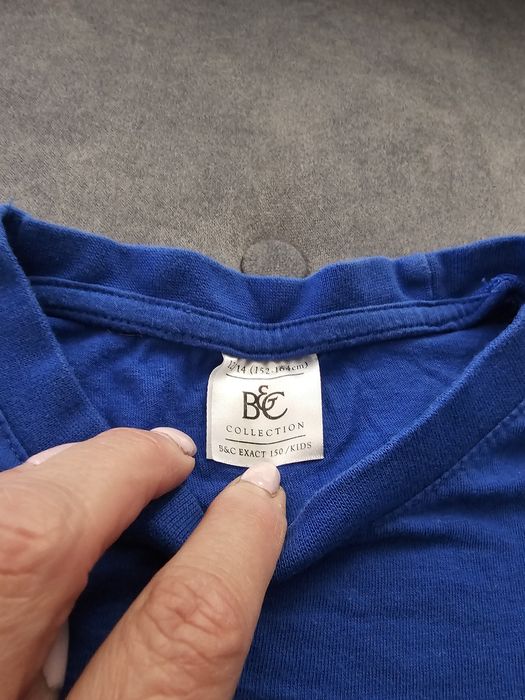 12/14 (152-164cm)
B&C
COLLECTION
B&C EXACT 150/KIDS